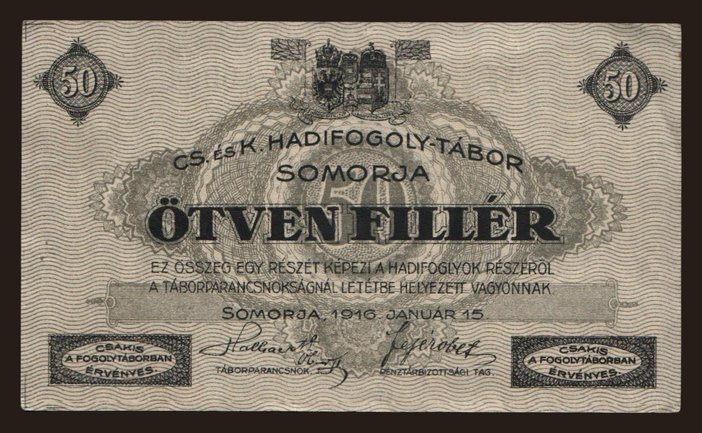 50
50
CS. ÉS K. HADIFOGOLY-TÁBOR
SOMORJA
50
ÖTVEN FILLÉR
EZ ÖSSZEG EGY RÉSZÉT KÉPEZI A HADIFOGLYOK RÉSZÉRŐL
A TÁBORPARANCSNOKSÁGNÁL LETÉTBE HELYEZETT VAGYONNAK.
SOMORJA, 1916. JANUÁR 15.
CSAKIS
A FOGOLYTÁBORBAN
ÉRVÉNYES.
TÁBORPARANCSNOK,
PÉNZTÁRBIZOTTSÁGI TAG.
CSAKIS
A FOGOLYTÁBORBAN
ÉRVÉNYES.